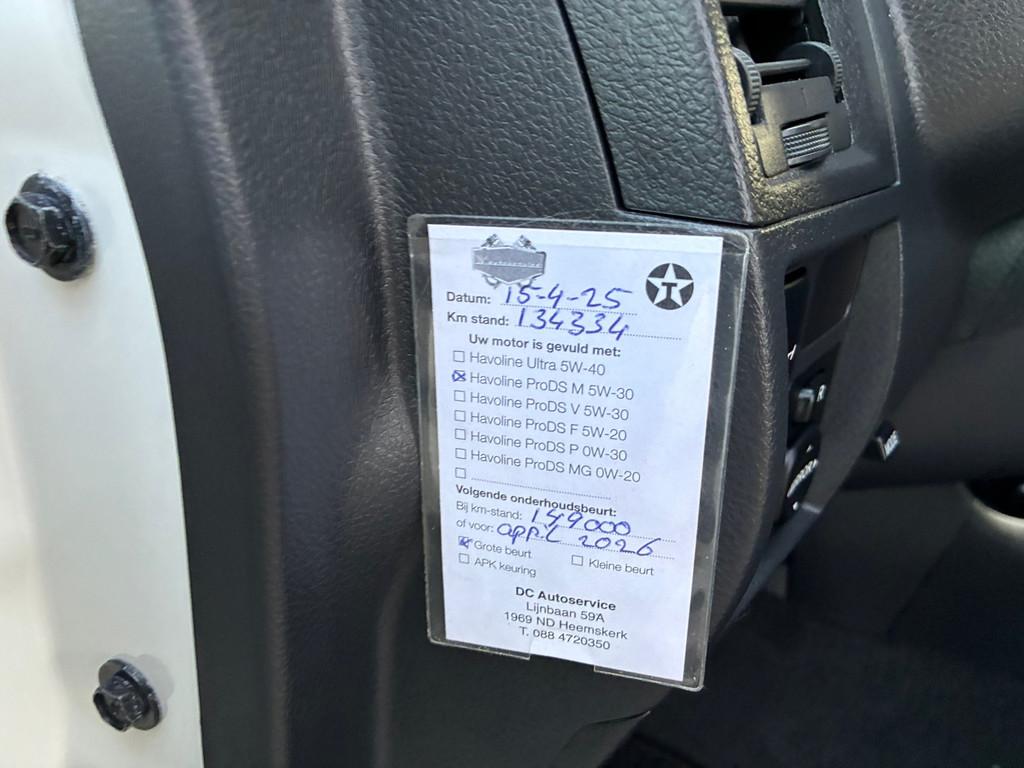 autoservice
T
Datum: 15-4-25
Km stand: 134334
Uw motor is gevuld met:
Havoline Ultra 5W-40
Havoline ProDS M 5W-30
Havoline ProDS V 5W-30
Havoline ProDS F 5W-20
Havoline ProDS P 0W-30
Havoline ProDS MG 0W-20
Volgende onderhoudsbeurt:
Bij km-stand: 149000
of voor: april 2026
Grote beurt Kleine beurt
APK keuring
DC Autoservice
Lijnbaan 59A
1969 ND Heemskerk
T. 088 4720350
R